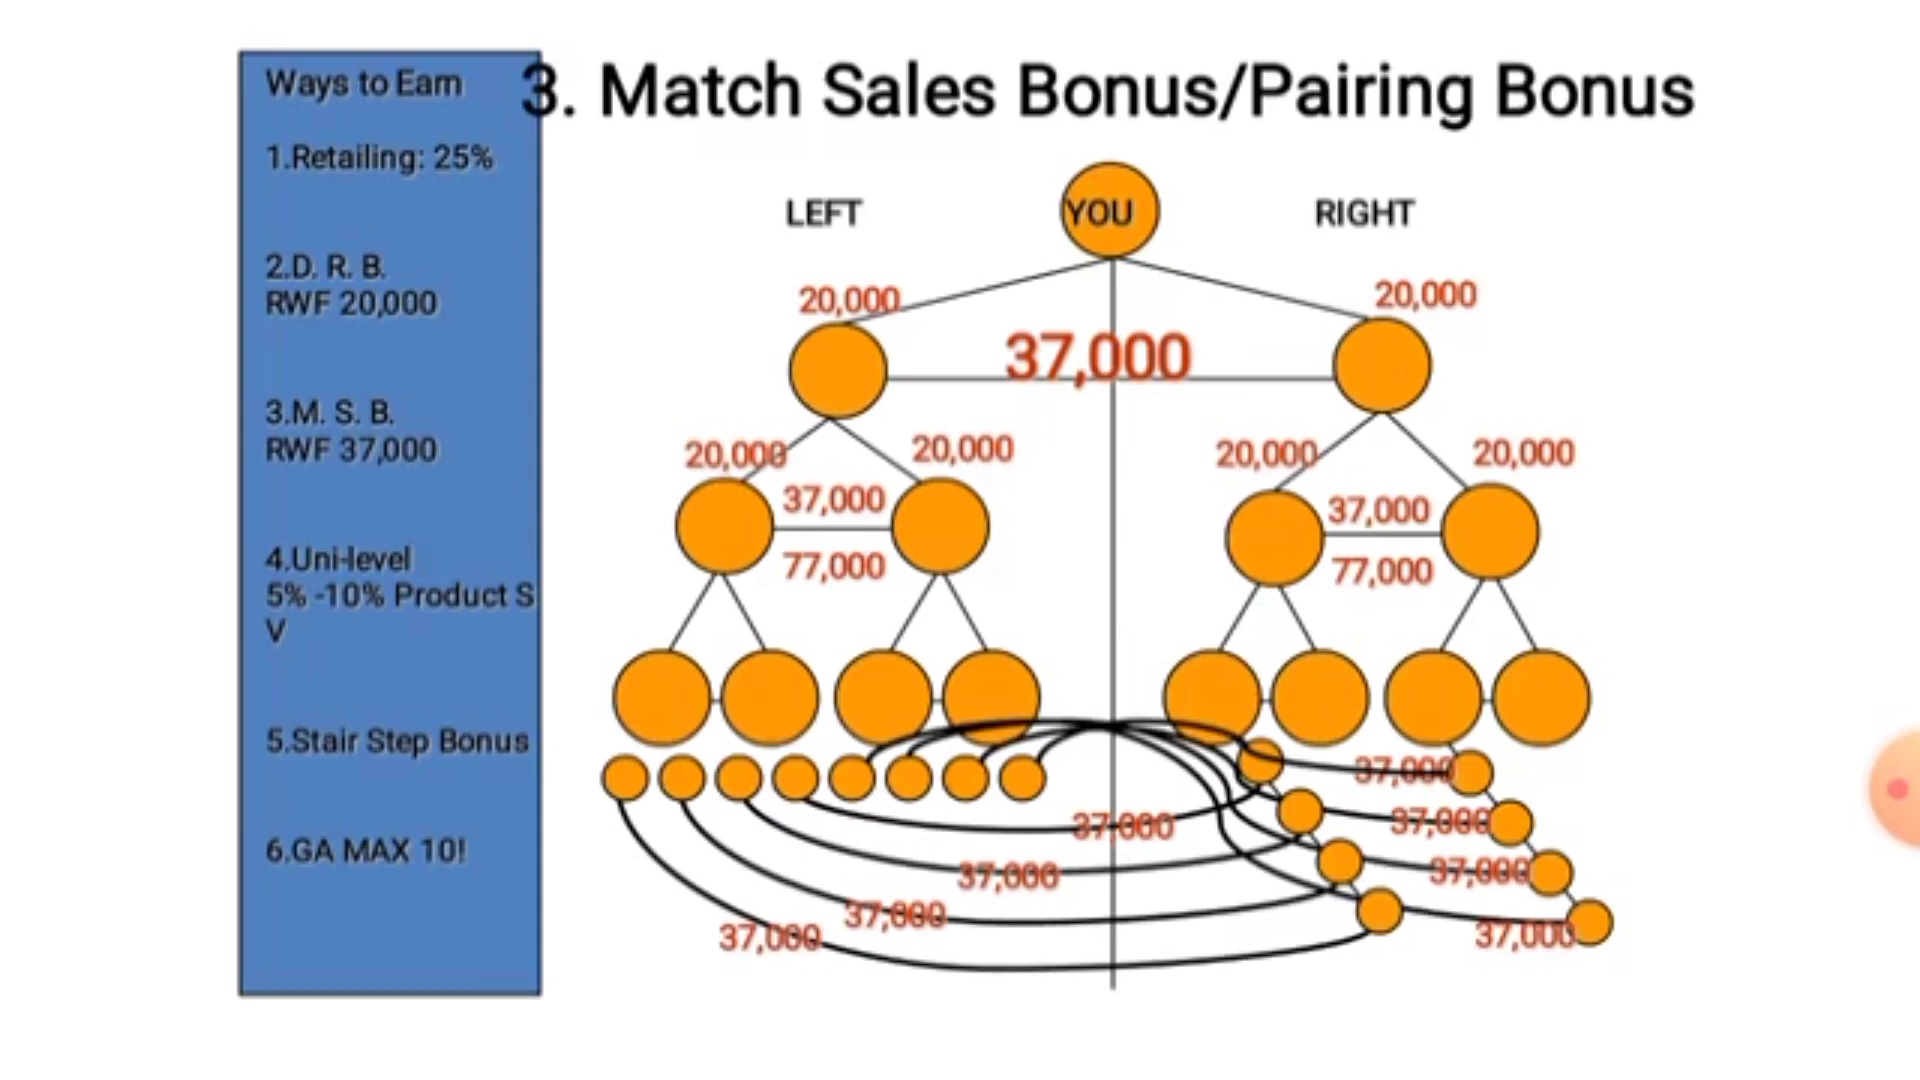 3. Match Sales Bonus/Pairing Bonus
Ways to Earn
1.Retailing: 25%
2.D. R. B.
RWF 20,000
3.M. S. B.
RWF 37,000
4.Uni-level
5% -10% Product S
V
5.Stair Step Bonus
6.GA MAX 10!
LEFT
YOU
RIGHT
20,000
20,000
37,000
20,000
20,000
20,000
20,000
37,000
37,000
77,000
77,000
37,000
37,000
37,000
37,000
37,000
37,000
37,000
37,000